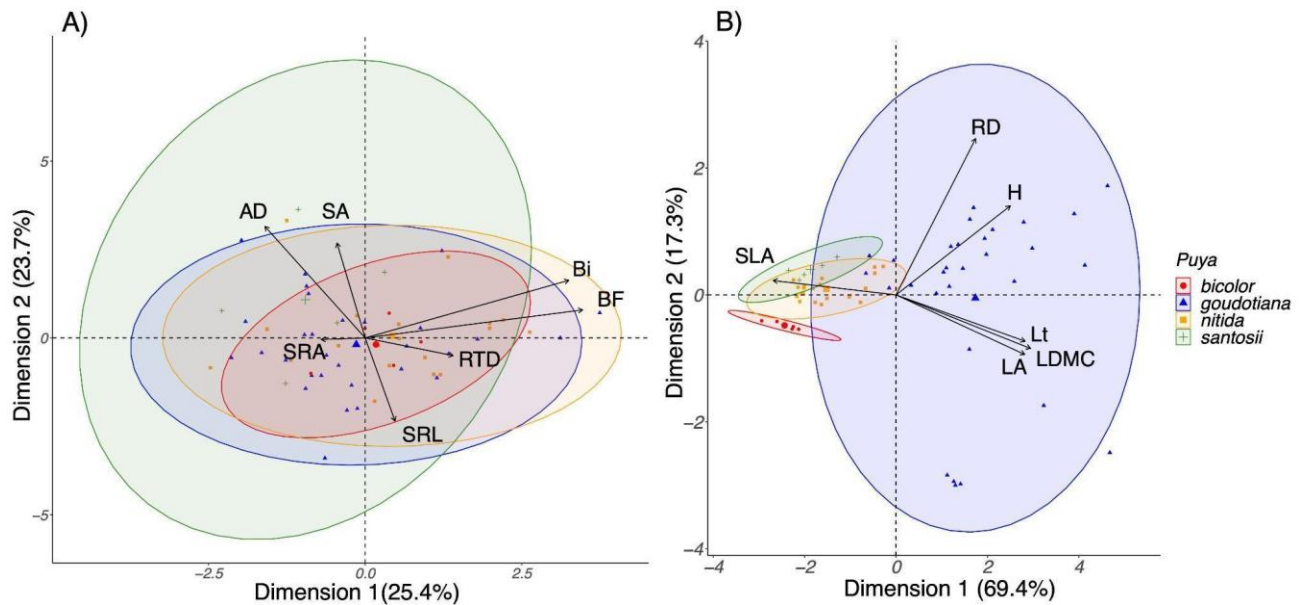 A)
B)
Dimension 2 (23.7%)
5
0
−5
AD
SA
Bi
BF
SRA
RTD
SRL
−2.5
0.0
2.5
Dimension 1(25.4%)
Dimension 2 (17.3%)
4
2
0
−2
−4
RD
H
SLA
Lt
LDMC
LA
−4
−2
0
2
4
Dimension 1 (69.4%)
Puya
bicolor
goudotiana
nitida
santosii